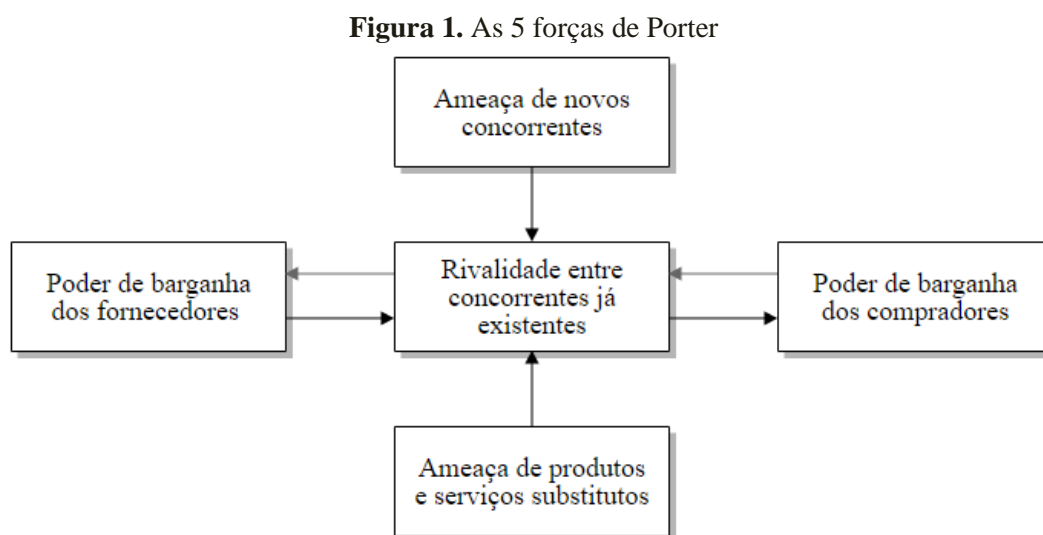 Figura 1. As 5 forças de Porter
Ameaça de novos
concorrentes
Poder de barganha
dos fornecedores
Rivalidade entre
concorrentes já
existentes
Poder de barganha
dos compradores
Ameaça de produtos
e serviços substitutos